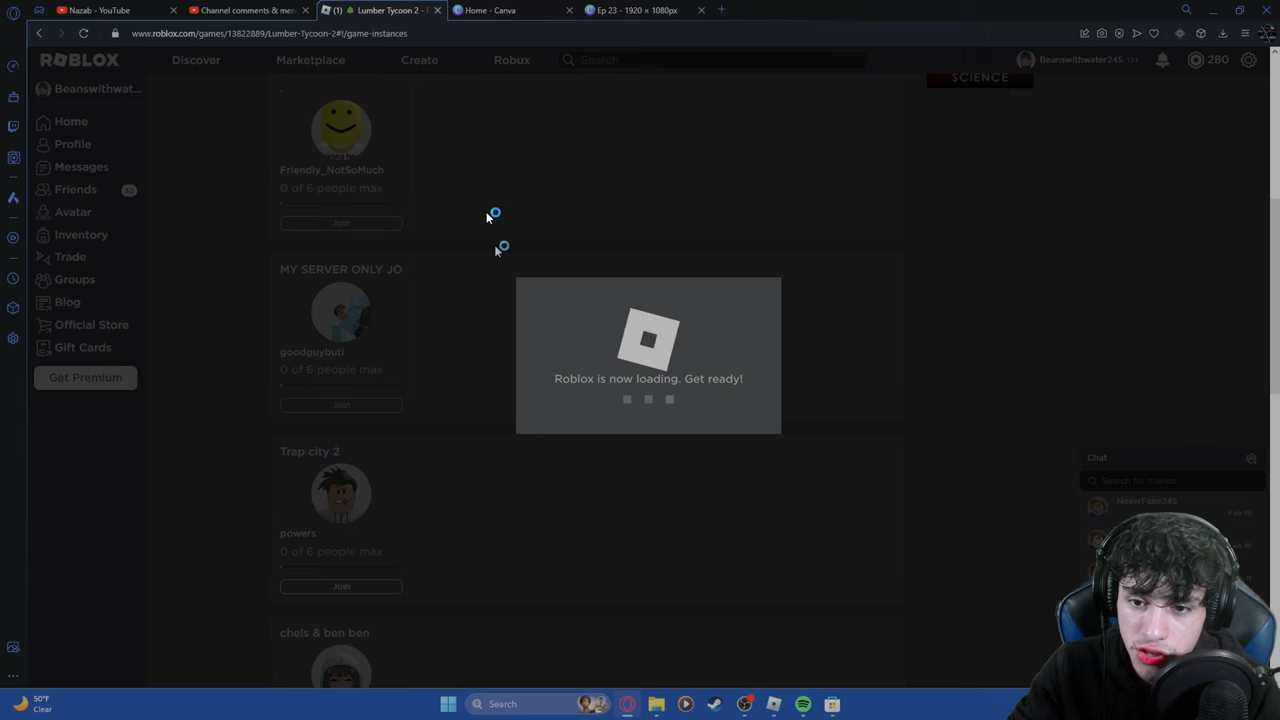 Nazab - YouTube
Channel comments & men
(1) 🌲 Lumber Tycoon 2 -
Home - Canva
Ep 23 - 1920 × 1080px
www.roblox.com/games/13822889/Lumber-Tycoon-2#!/game-instances
ROBLOX
Discover
Marketplace
Create
Robux
Search
Beanswithwater245 13+
280
SCIENCE
Beanswithwat...
Home
Profile
Messages
Friends
Avatar
Inventory
Trade
Groups
Blog
Official Store
Gift Cards
Get Premium
Friendly_NotSoMuch
0 of 6 people max
Join
MY SERVER ONLY JO
goodguybuti
0 of 6 people max
Join
Trap city 2
powers
0 of 6 people max
Join
chels & ben ben
Roblox is now loading. Get ready!
Chat
Search for friends
NeverFake245
Feb 19
50°F
Clear
Search